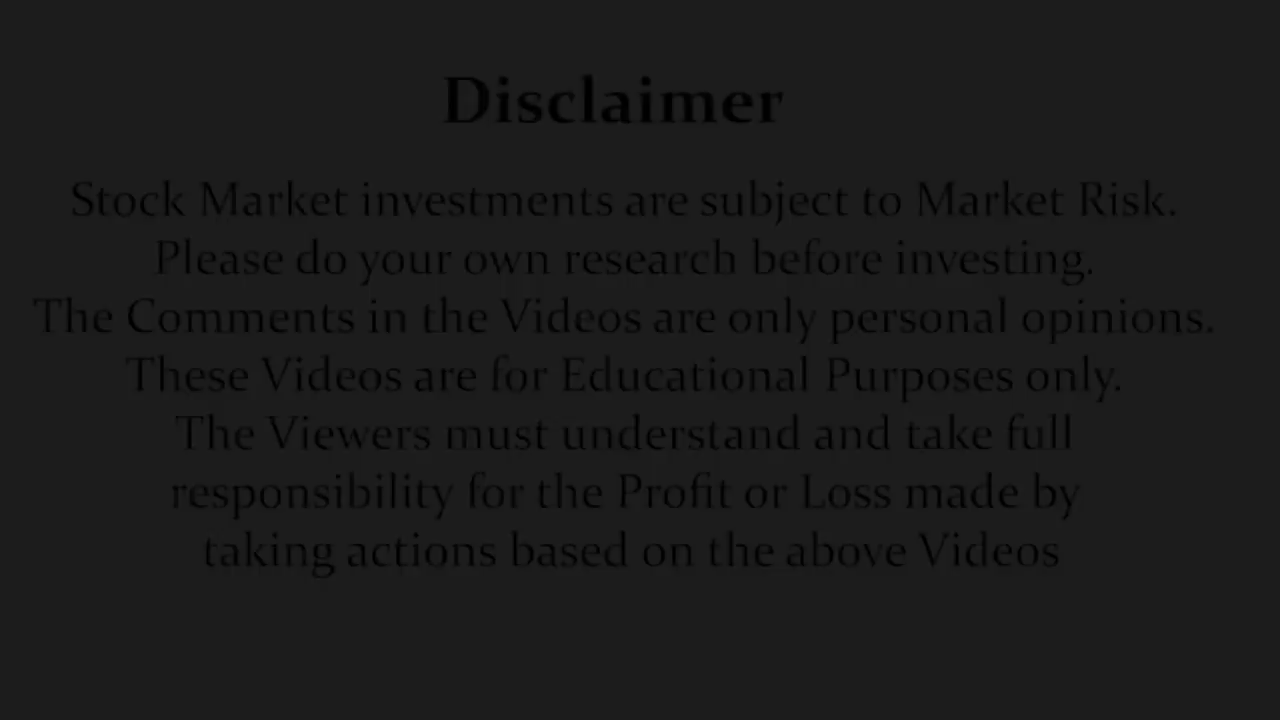 Disclaimer
Stock Market investments are subject to Market Risk.
Please do your own research before investing.
The Comments in the Videos are only personal opinions.
These Videos are for Educational Purposes only.
The Viewers must understand and take full
responsibility for the Profit or Loss made by
taking actions based on the above Videos